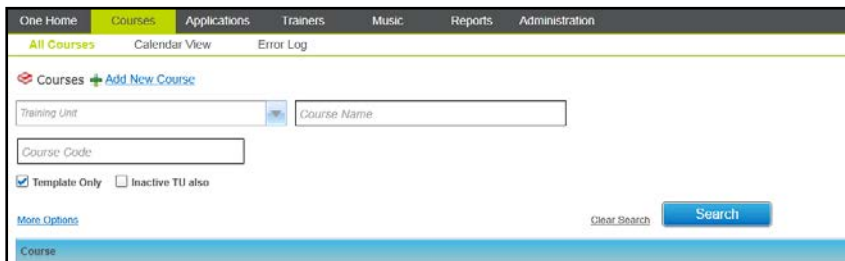 One Home Courses Applications Trainers Music Reports Administration
All Courses Calendar View Error Log
Courses Add New Course
Training Unit Course Name
Course Code
Template Only Inactive TU also
More Options Clear Search Search
Course